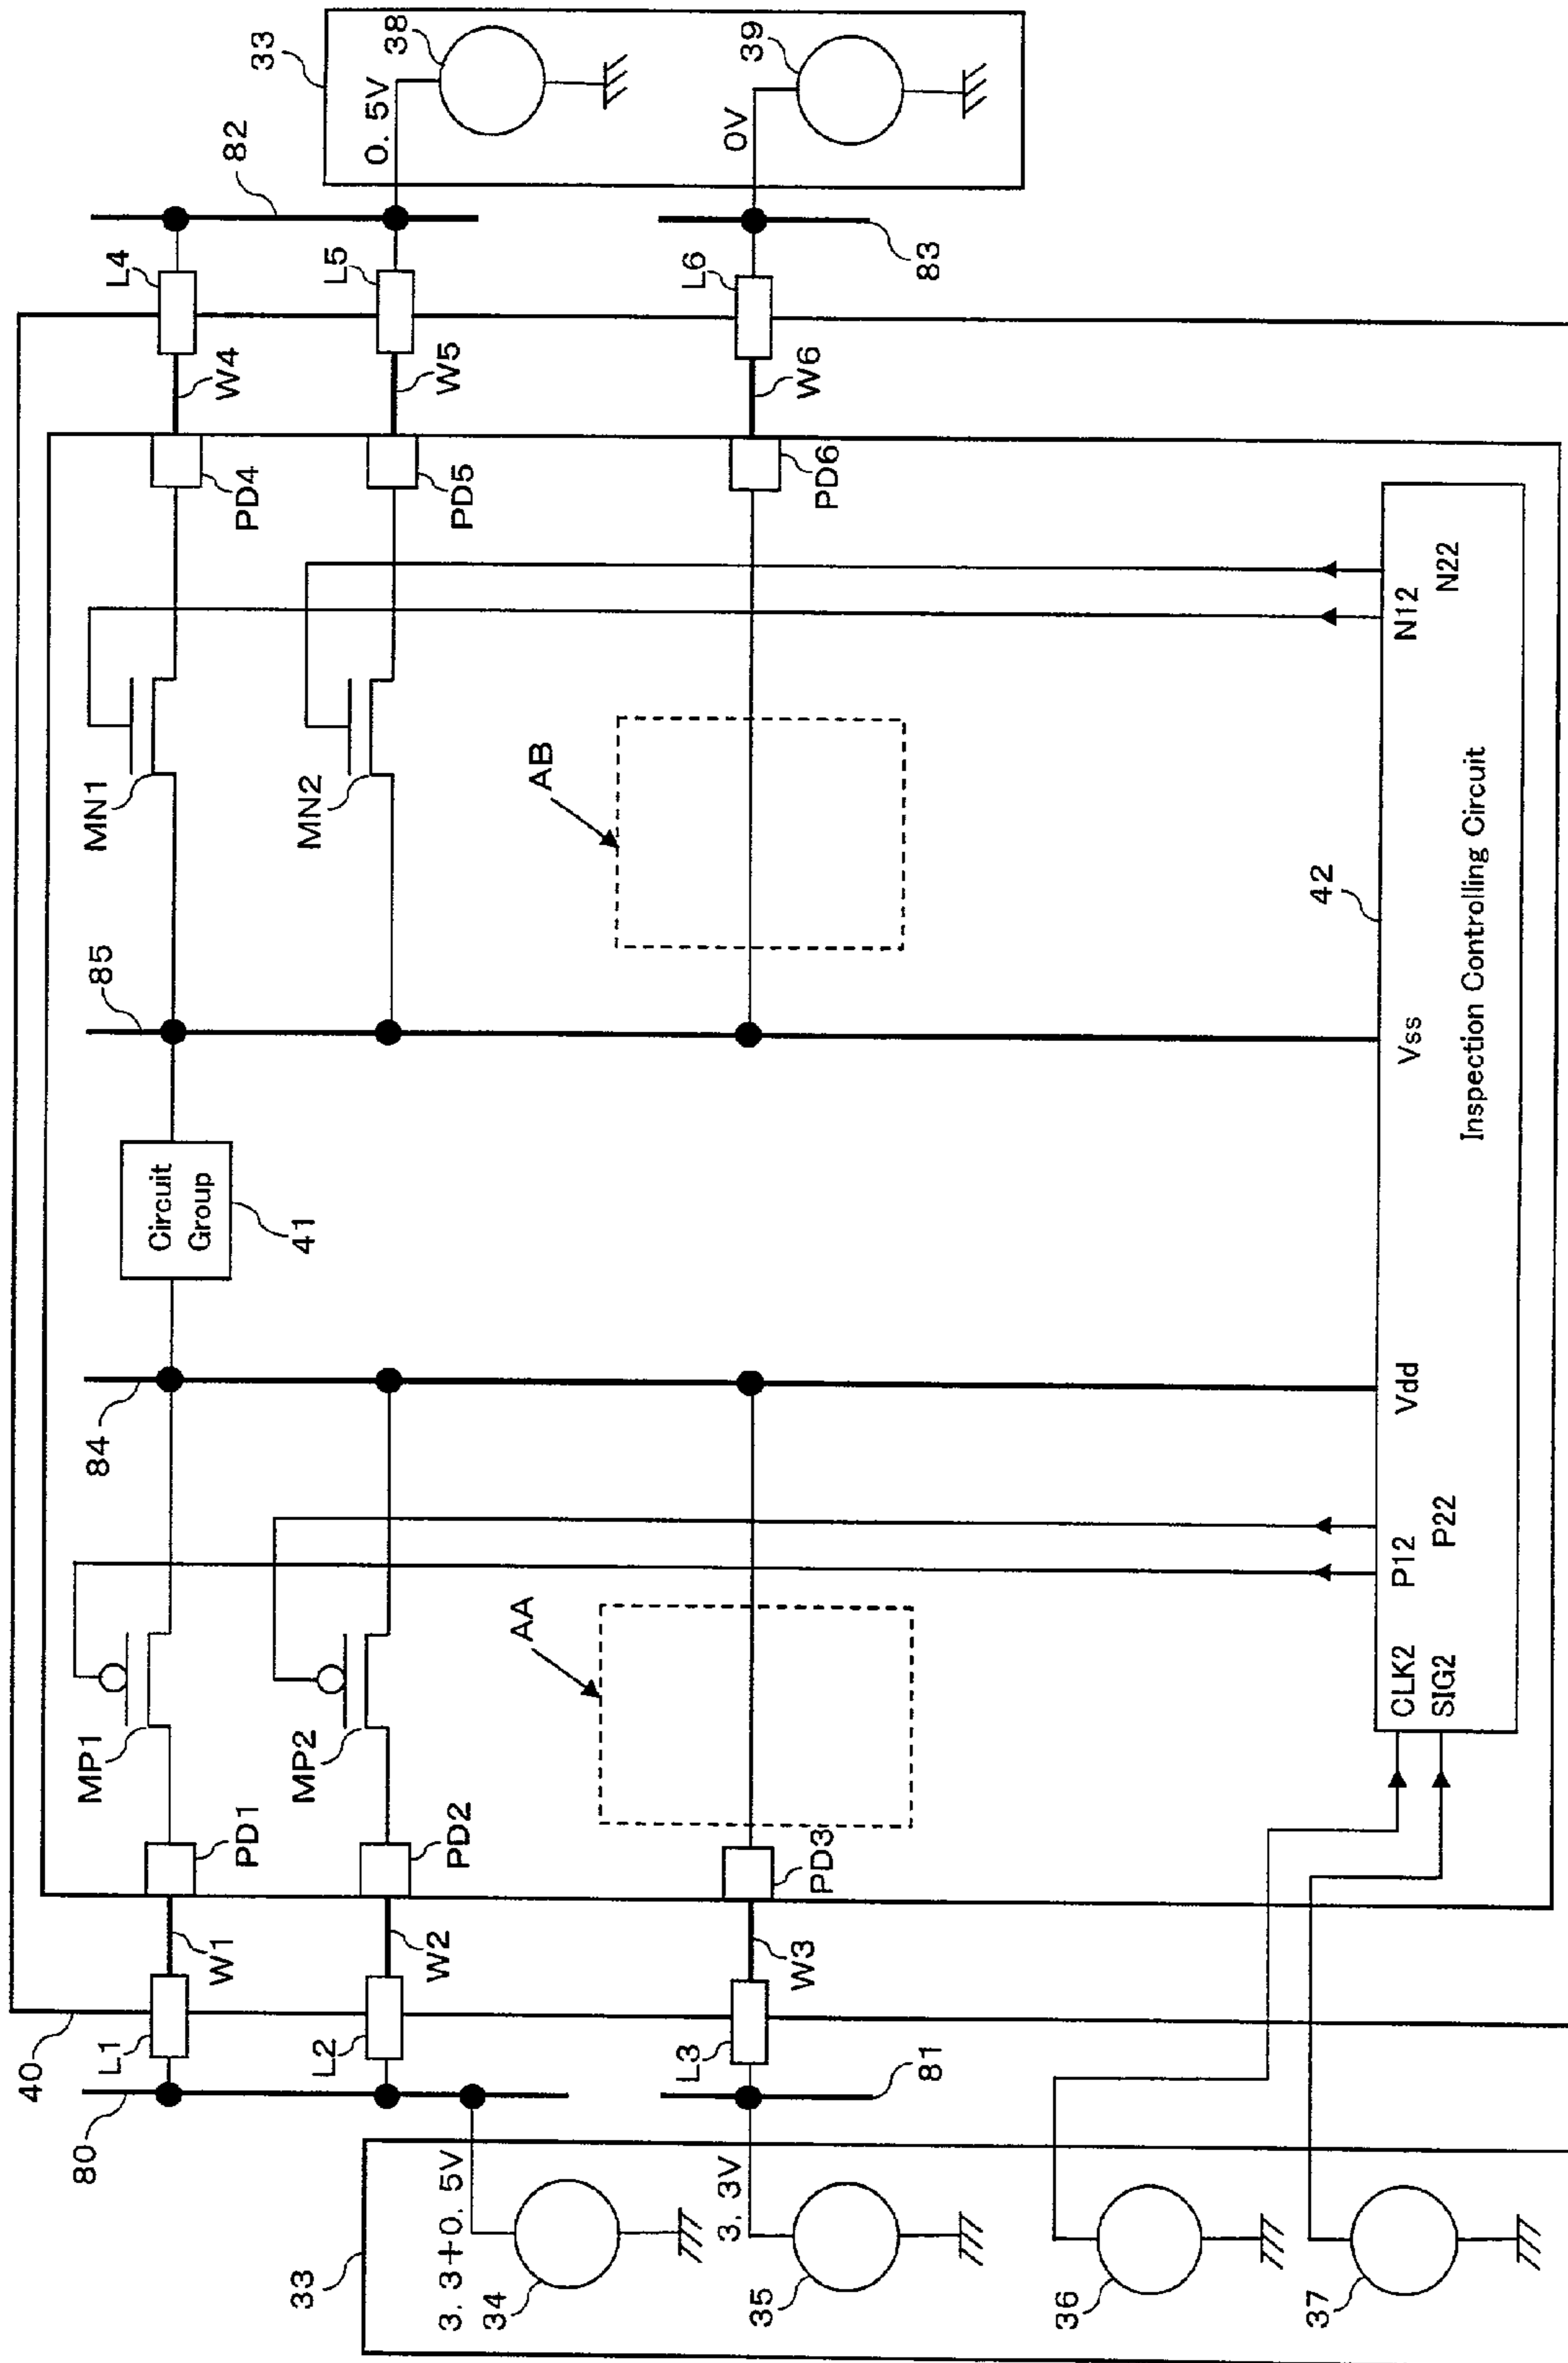 33
38
0. 5V
39
0V
82
83
L4
L5
L6
W4
W5
W6
PD4
PD5
PD6
MN1
MN2
AB
N12
N22
85
42
Vss
Inspection Controlling Circuit
Circuit
Group
41
84
Vdd
P12
P22
AA
MP1
MP2
CLK2
SIG2
PD1
PD2
PD3
W1
W2
W3
40
L1
L2
L3
80
81
33
3. 3+0. 5V
34
3. 3V
35
36
37